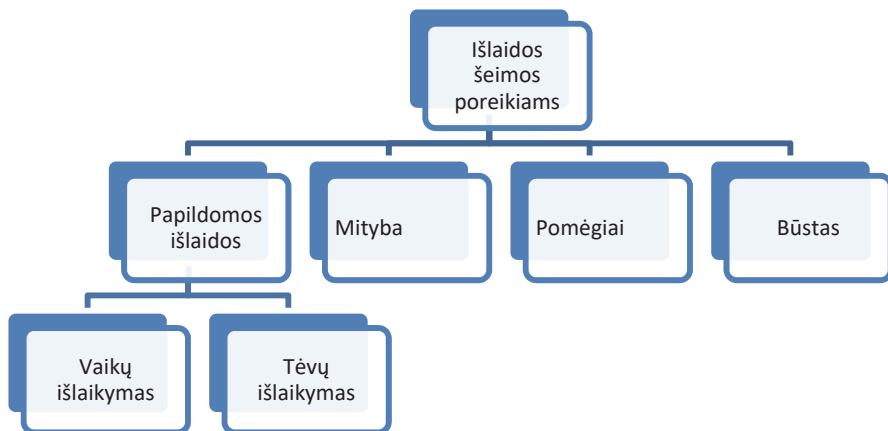 Išlaidos
šeimos
poreikiams
Papildomos
išlaidos
Mityba
Pomėgiai
Būstas
Vaikų
išlaikymas
Tėvų
išlaikymas